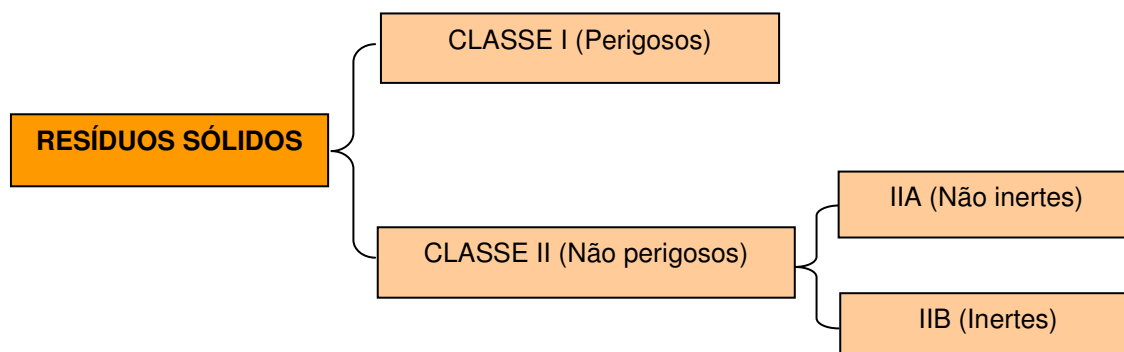 CLASSE I (Perigosos)
RESÍDUOS SÓLIDOS
CLASSE II (Não perigosos)
IIA (Não inertes)
IIB (Inertes)